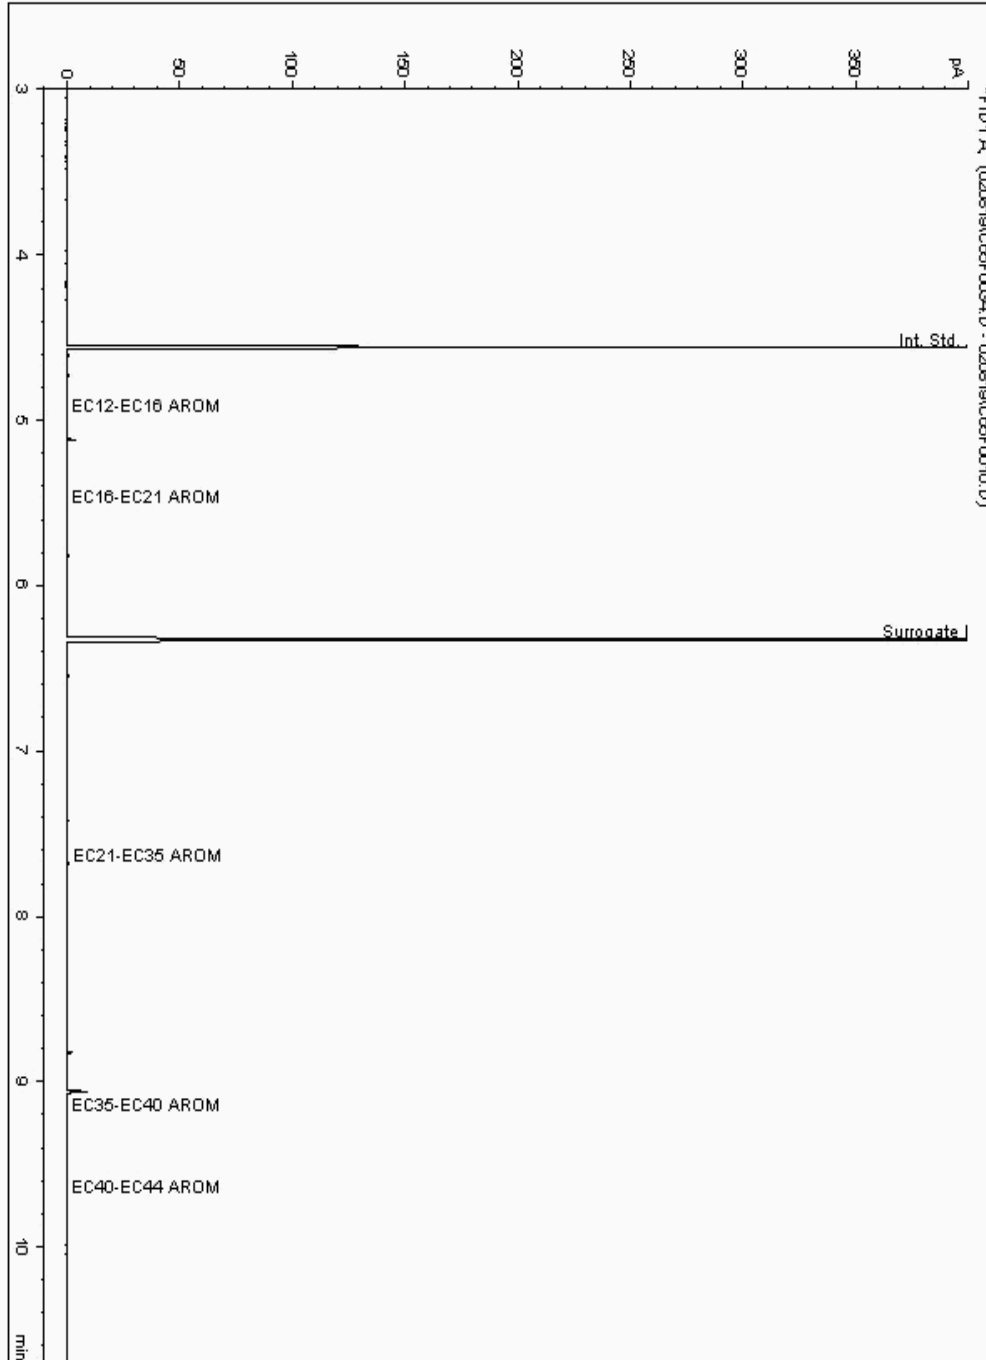 pA
350
300
250
200
150
100
50
0
3
4
5
6
7
8
9
10
min
Int. Std.
EC12-EC16 AROM
EC16-EC21 AROM
Surrogate
EC21-EC35 AROM
EC35-EC40 AROM
EC40-EC44 AROM